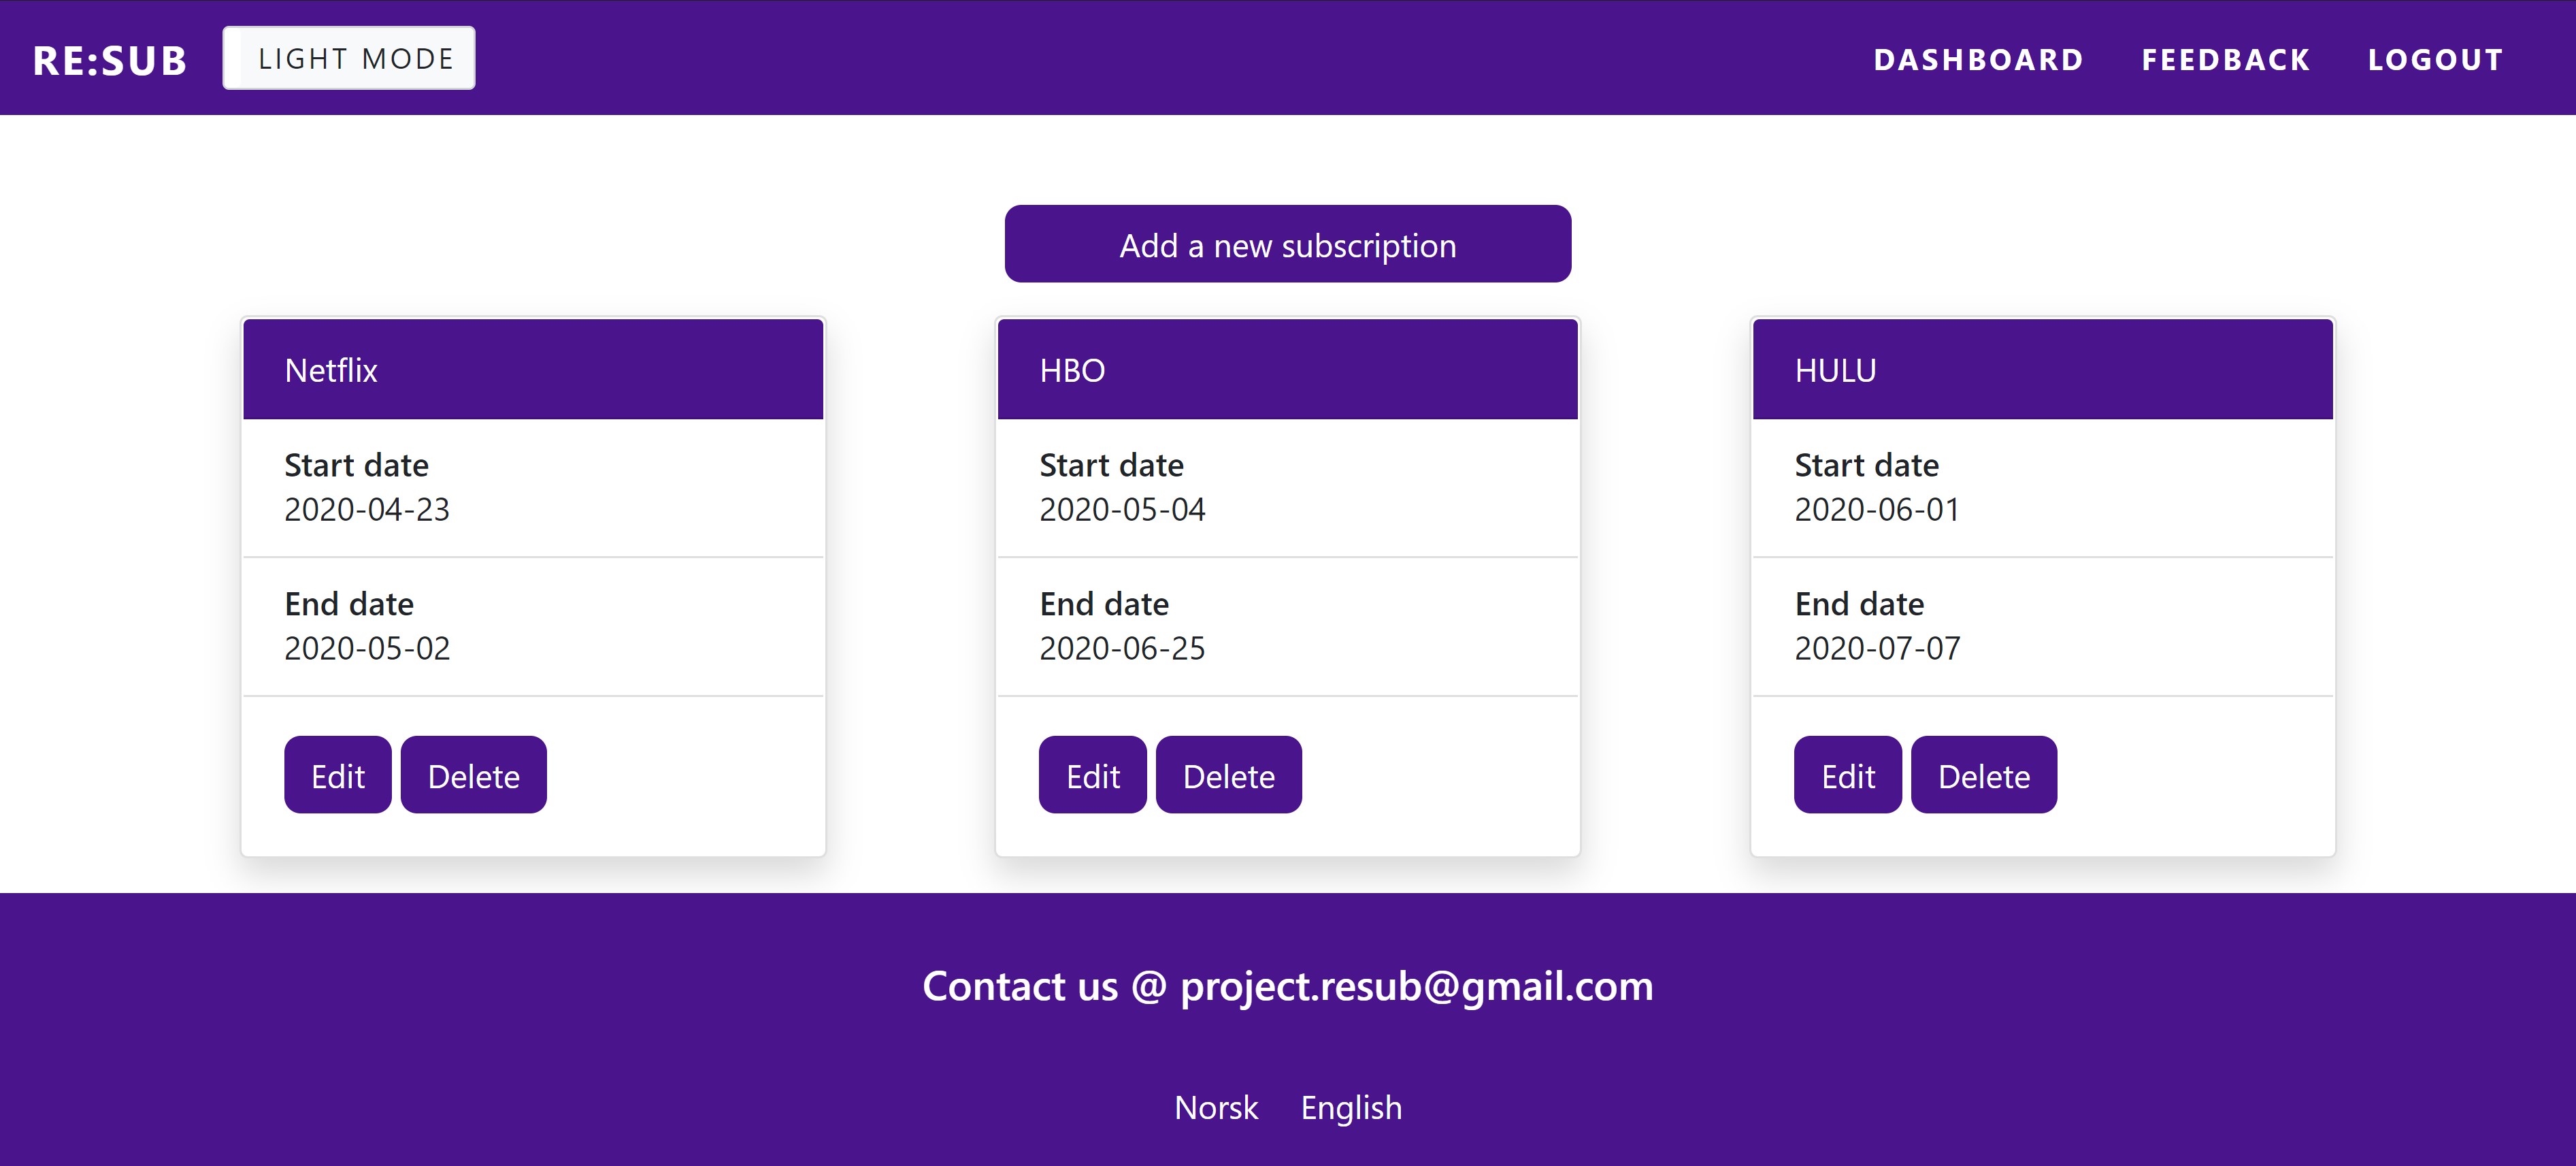 RE:SUB LIGHT MODE DASHBOARD FEEDBACK LOGOUT
Add a new subscription
Netflix
Start date
2020-04-23
End date
2020-05-02
Edit Delete
HBO
Start date
2020-05-04
End date
2020-06-25
Edit Delete
HULU
Start date
2020-06-01
End date
2020-07-07
Edit Delete
Contact us @ project.resub@gmail.com
Norsk English